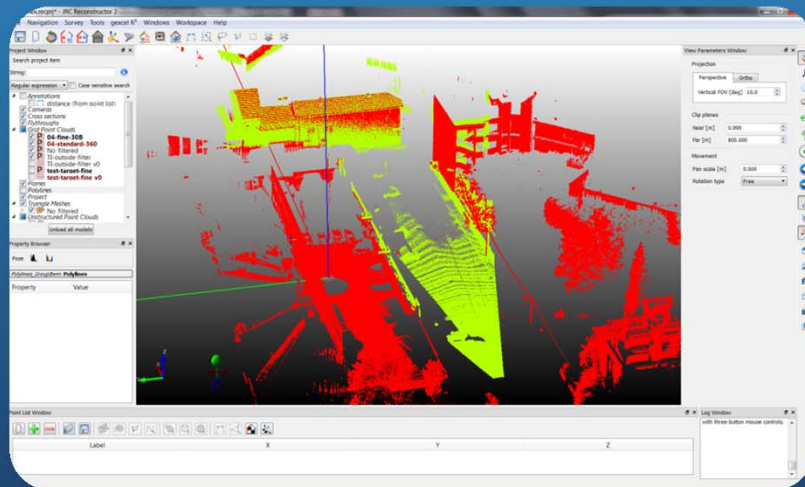 JRC Reconstructor 2
Navigation Survey Tools gexcel R³ Windows Workspace Help
Project Window
Search project item
String:
Regular expression Case sensitive search
Annotations
distance (from point list)
Cameras
Cross sections
Flythroughs
Grid Point Clouds
04-fine-30B
04-standard-360
No filtered
TI-outside-filter
TI-outside-filter v0
test-target-fine
test-target-fine v0
Planes
Polylines
Project
Triangle Meshes
No filtered
Unstructured Point Clouds
Unload all models
Property Browser
Pose
Polylines_GroupItem: Polylines
Property Value
View Parameters Window
Projection
Perspective Ortho
Vertical FOV [deg] 10.0
Clip planes
Near [m] 0.999
Far [m] 800.000
Movement
Pan scale [m] 0.500
Rotation type Free
Point List Window
Label X Y Z
Log Window
with three-button mouse controls.